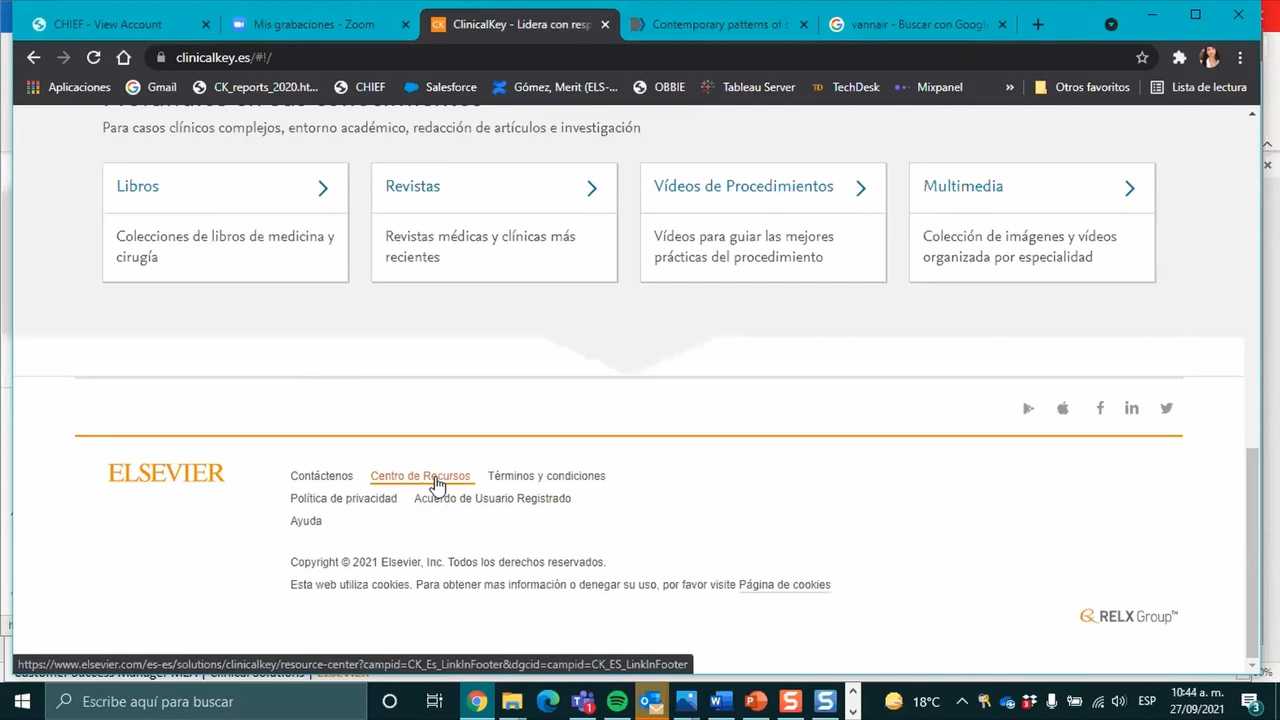 CHIEF - View Account
Mis grabaciones - Zoom
CK
ClinicalKey - Lidera con resp
Contemporary patterns of s
vannair - Buscar con Google
clinicalkey.es/#!/
Aplicaciones
Gmail
CK_reports_2020.ht...
CHIEF
Salesforce
Gómez, Merit (ELS-...
OBBIE
Tableau Server
TD TechDesk
Mixpanel
»
Otros favoritos
Lista de lectura
Para casos clínicos complejos, entorno académico, redacción de artículos e investigación
Libros
Colecciones de libros de medicina y
cirugía
Revistas
Revistas médicas y clínicas más
recientes
Vídeos de Procedimientos
Vídeos para guiar las mejores
prácticas del procedimiento
Multimedia
Colección de imágenes y vídeos
organizada por especialidad
ELSEVIER
Contáctenos
Centro de Recursos
Términos y condiciones
Política de privacidad
Acuerdo de Usuario Registrado
Ayuda
Copyright © 2021 Elsevier, Inc. Todos los derechos reservados.
Esta web utiliza cookies. Para obtener mas información o denegar su uso, por favor visite Página de cookies
RELX Group™
https://www.elsevier.com/es-es/solutions/clinicalkey/resource-center?campid=CK_Es_LinkInFooter&dgcid=campid=CK_ES_LinkInFooter
Escribe aquí para buscar
18°C
ESP
10:44 a. m.
27/09/2021
3